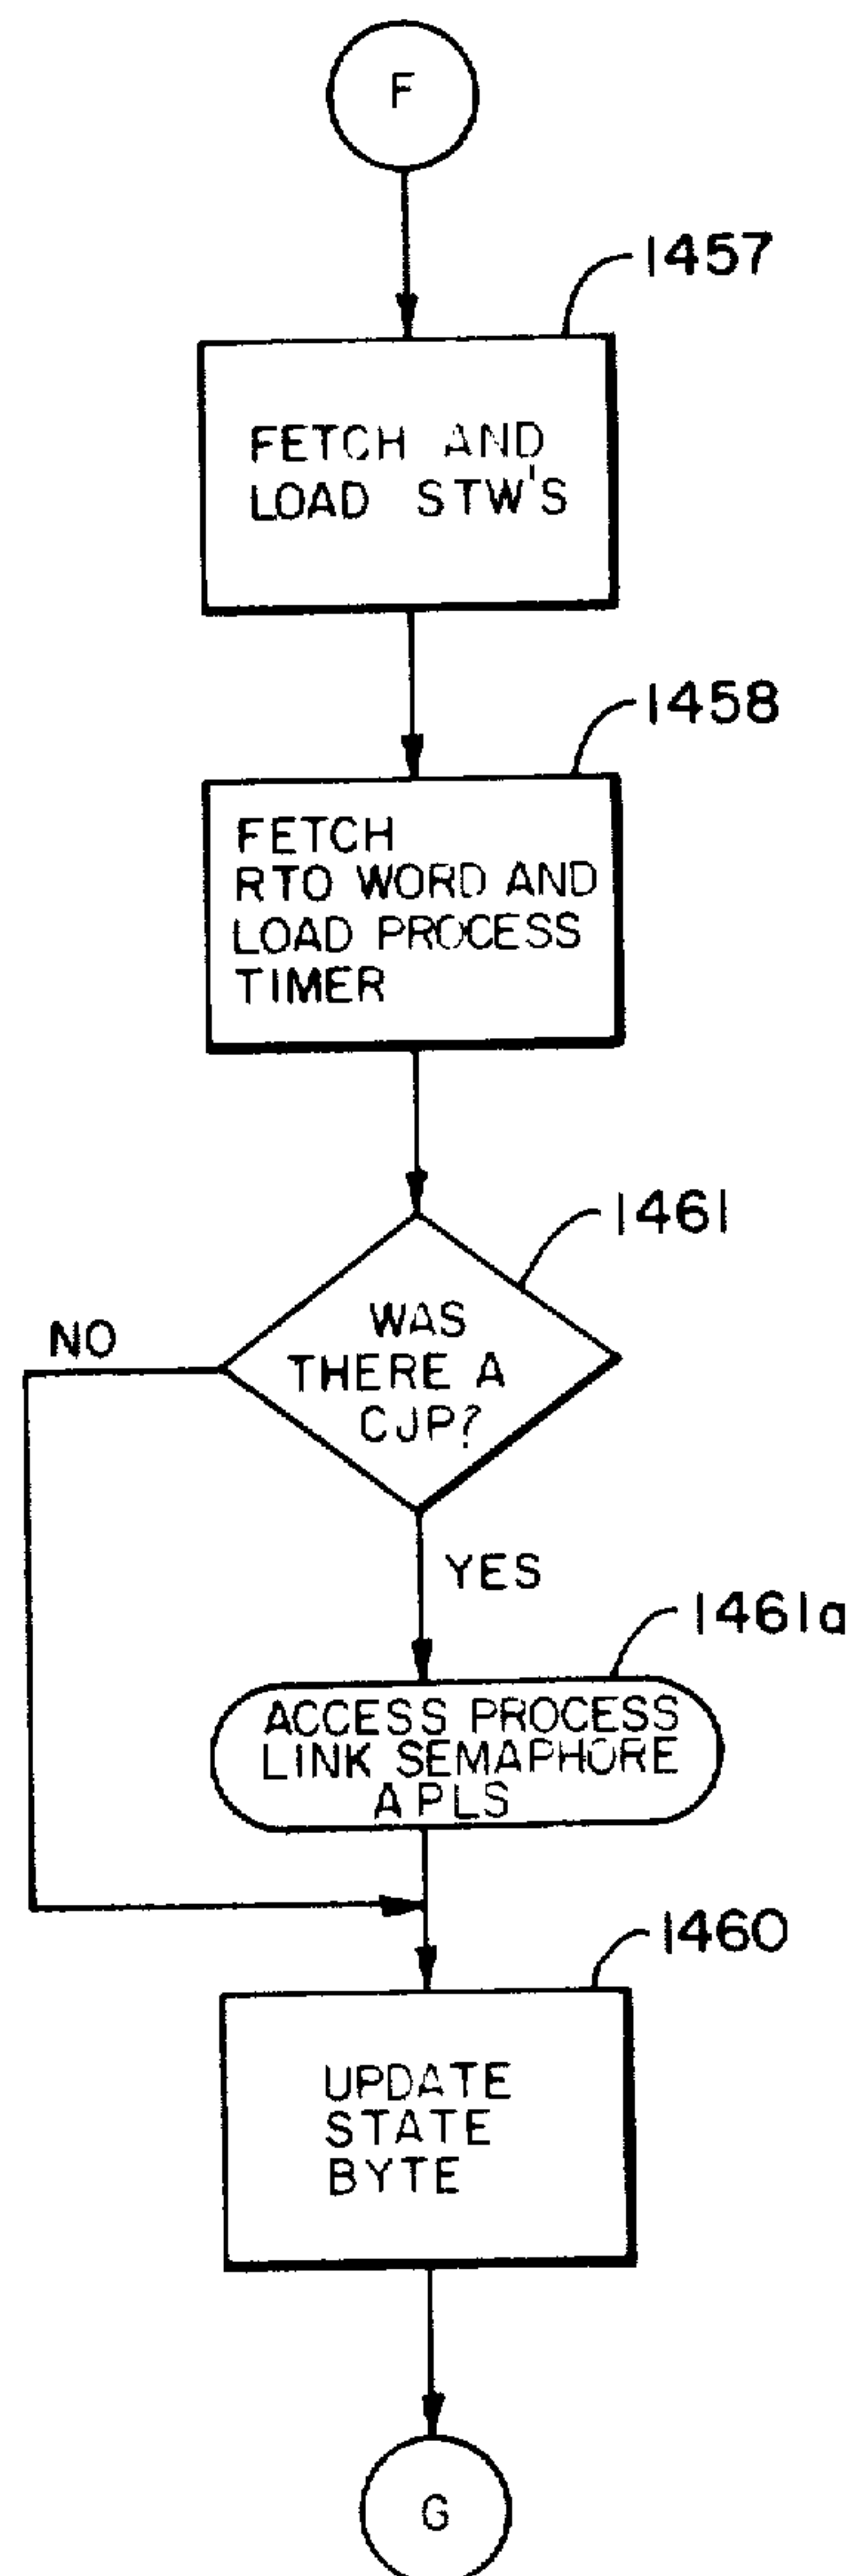 F
1457
FETCH AND
LOAD STW'S
1458
FETCH
RTO WORD AND
LOAD PROCESS
TIMER
1461
WAS
THERE A
CJP?
NO
YES
1461a
ACCESS PROCESS
LINK SEMAPHORE
APLS
1460
UPDATE
STATE
BYTE
G